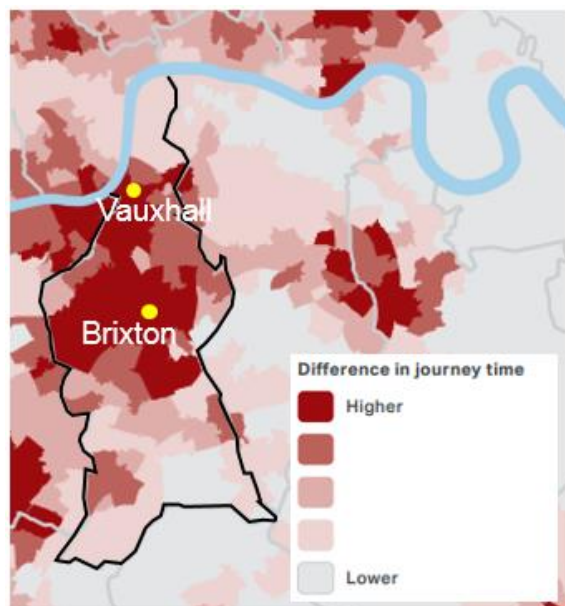 Vauxhall
Brixton
Difference in journey time
Higher
Lower